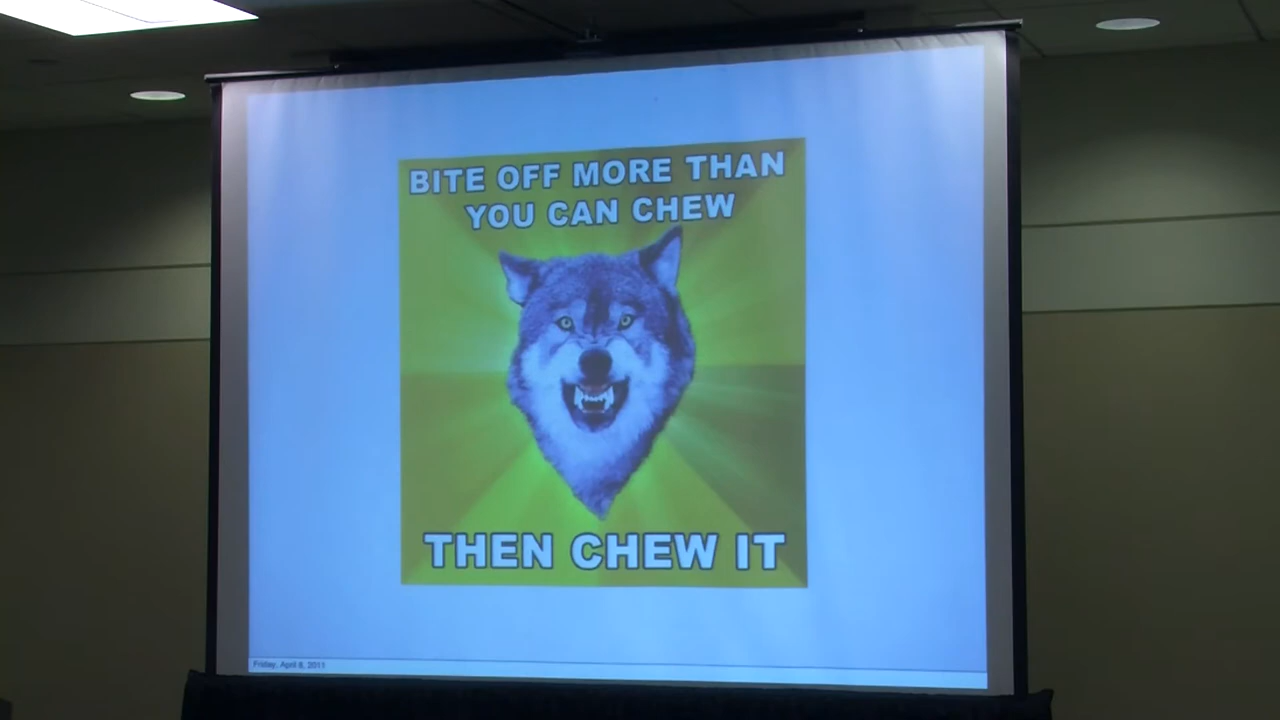 BITE OFF MORE THAN
YOU CAN CHEW
THEN CHEW IT
Friday, April 8, 2011